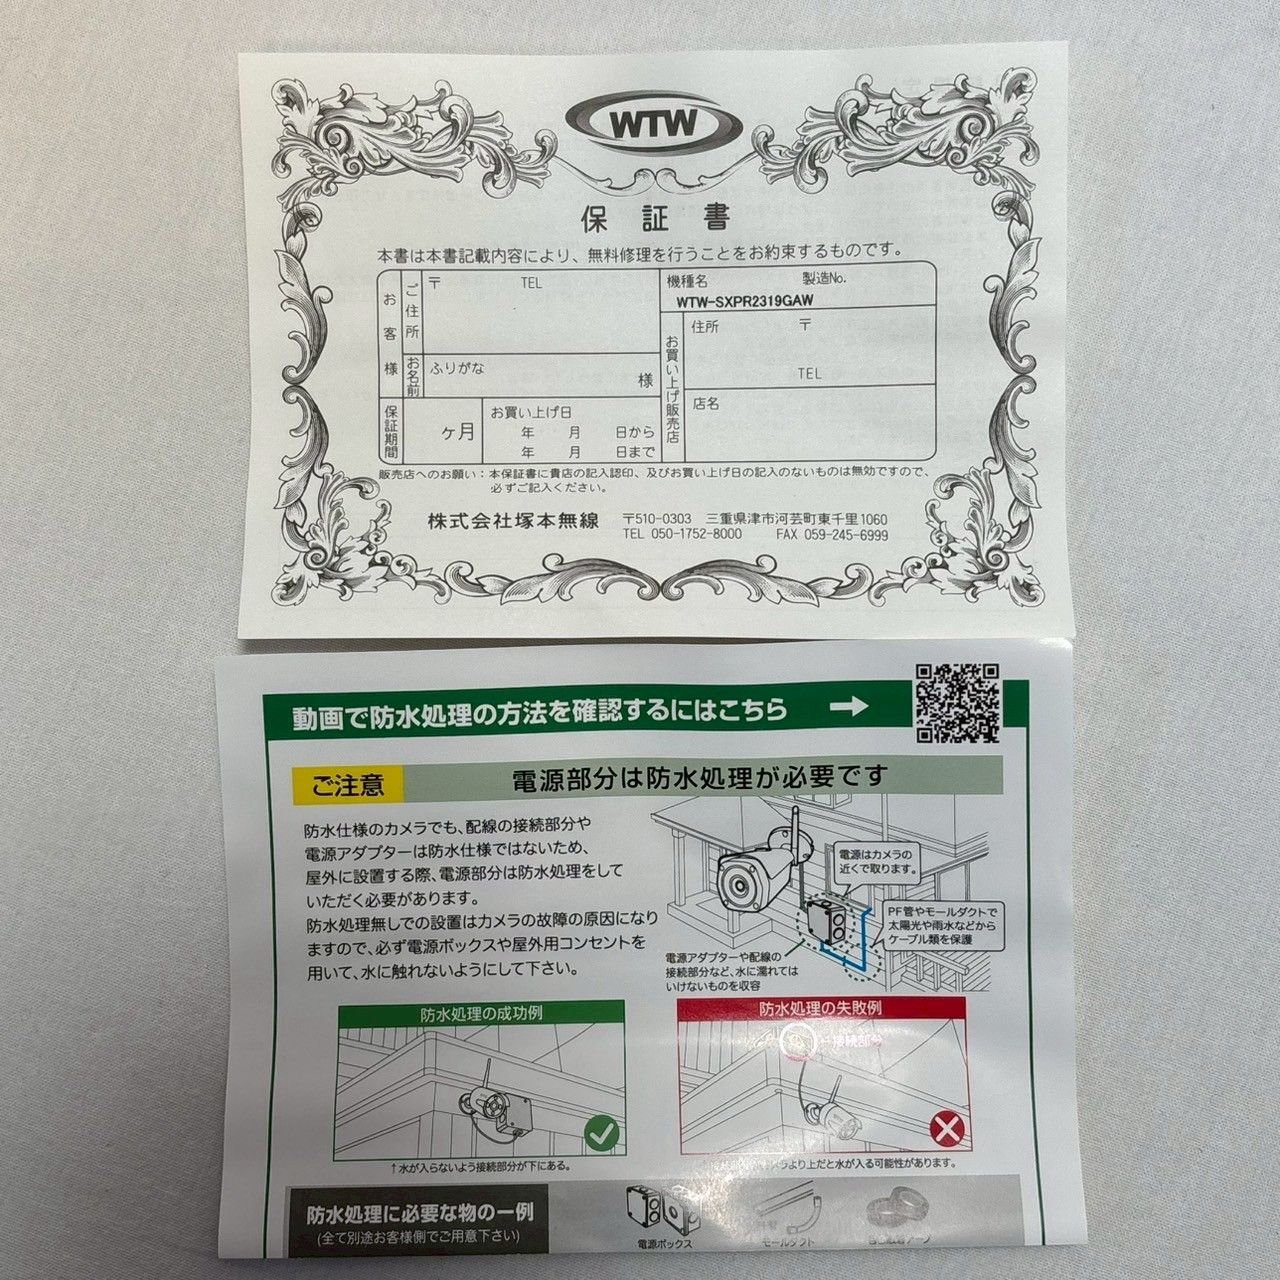 WTW
保証書
本書は本書記載内容により、無料修理を行うことをお約束するものです。
お客様
ご住所
〒 TEL
お名前
ふりがな
様
保証期間
ヶ月
お買い上げ日
年 月 日から
年 月 日まで
機種名 製造No.
WTW-SXPR2319GAW
お買い上げ販売店
住所 〒
TEL
店名
販売店へのお願い：本保証書に貴店の記入認印、及びお買い上げ日の記入のないものは無効ですので、
必ずご記入ください。
株式会社塚本無線 〒510-0303 三重県津市河芸町東千里1060
TEL 050-1752-8000 FAX 059-245-6999
動画で防水処理の方法を確認するにはこちら →
ご注意 電源部分は防水処理が必要です
防水仕様のカメラでも、配線の接続部分や
電源アダプターは防水仕様ではないため、
屋外に設置する際、電源部分は防水処理をして
いただく必要があります。
防水処理無しでの設置はカメラの故障の原因になり
ますので、必ず電源ボックスや屋外用コンセントを
用いて、水に触れないようにして下さい。
電源はカメラの
近くで取ります。
PF管やモールダクトで
太陽光や雨水などから
ケーブル類を保護
電源アダプターや配線の
接続部分など、水に濡れては
いけないものを収容
防水処理の成功例
↑水が入らないよう接続部分が下にある。
防水処理の失敗例
接続部分
より上だと水が入る可能性があります。
防水処理に必要な物の一例
(全て別途お客様側でご用意下さい)
電源ボックス
モールダクト